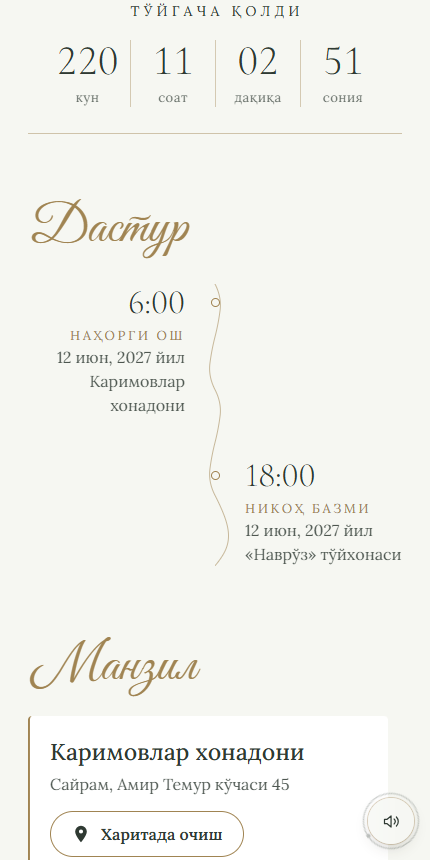 ТЎЙГАЧА ҚОЛДИ
220 11 02 51
кун соат дақиқа сония
Дастур
6:00
НАҲОРГИ ОШ
12 июн, 2027 йил
Каримовлар
хонадони
18:00
НИКОҲ БАЗМИ
12 июн, 2027 йил
«Наврўз» тўйхонаси
Манзил
Каримовлар хонадони
Сайрам, Амир Темур кўчаси 45
Харитада очиш